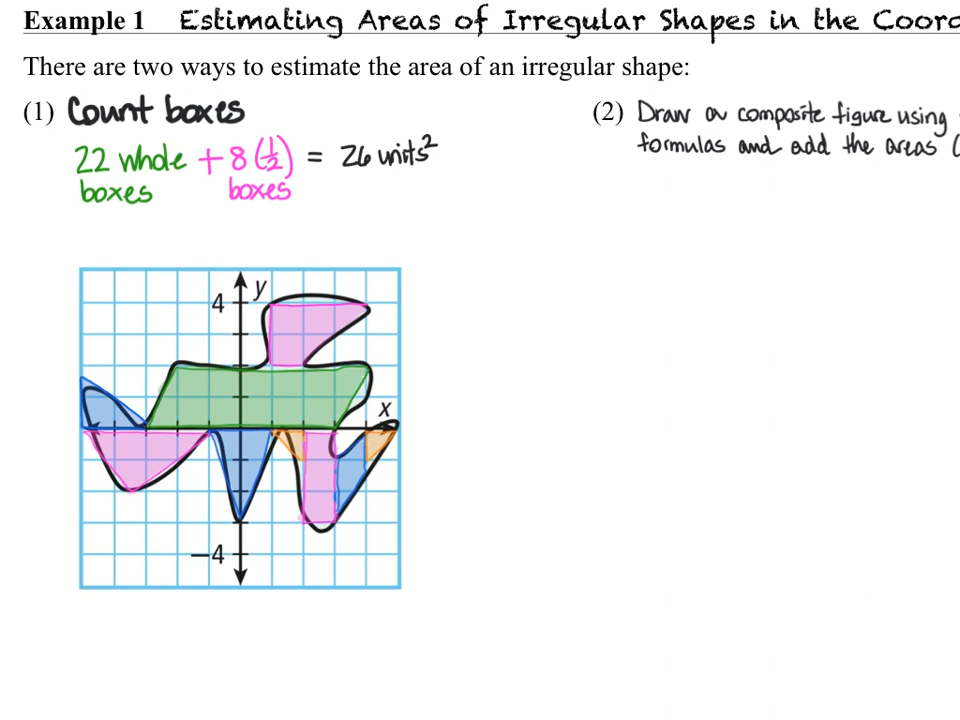 Example 1 Estimating Areas of Irregular Shapes in the
There are two ways to estimate the area of an irregular shape:
(1) Count boxes
(2) Draw a composite figure using
formulas and add the areas (
22 whole + 8 (1/2) = 26 units²
boxes boxes
4 y
x
-4